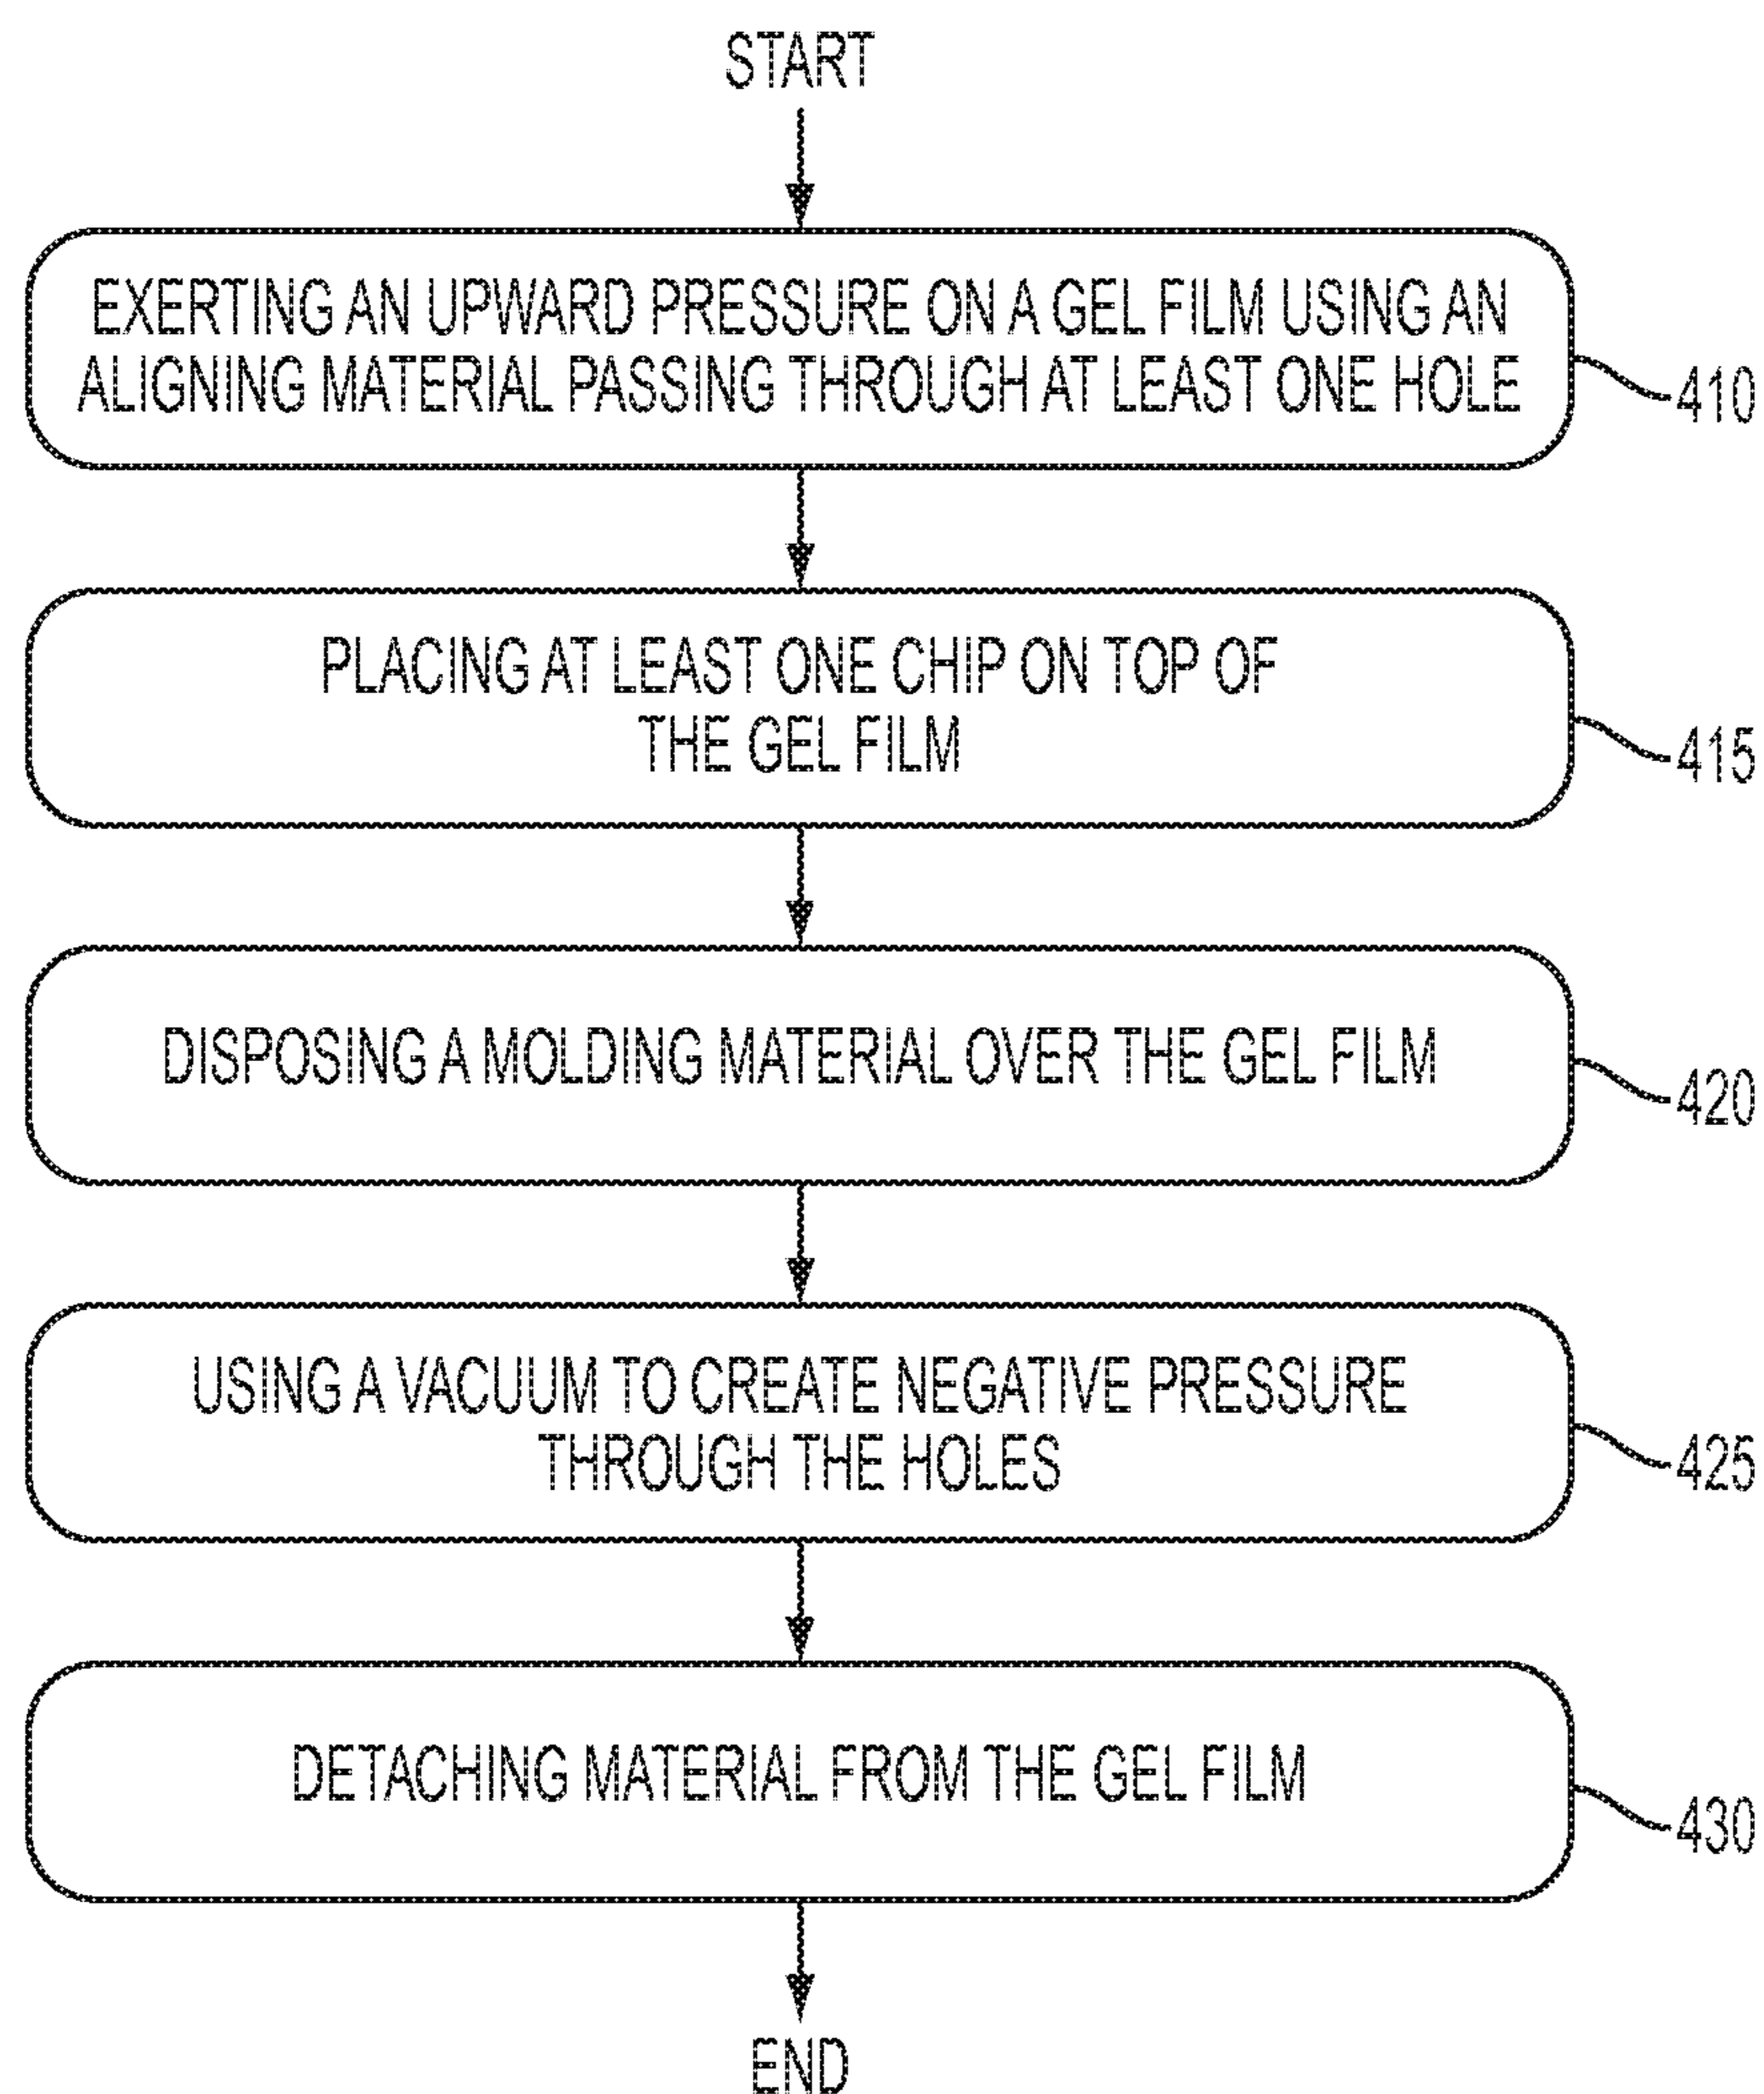 START
EXERTING AN UPWARD PRESSURE ON A GEL FILM USING AN
ALIGNING MATERIAL PASSING THROUGH AT LEAST ONE HOLE
410
PLACING AT LEAST ONE CHIP ON TOP OF
THE GEL FILM
415
DISPOSING A MOLDING MATERIAL OVER THE GEL FILM
420
USING A VACUUM TO CREATE NEGATIVE PRESSURE
THROUGH THE HOLES
425
DETACHING MATERIAL FROM THE GEL FILM
430
END